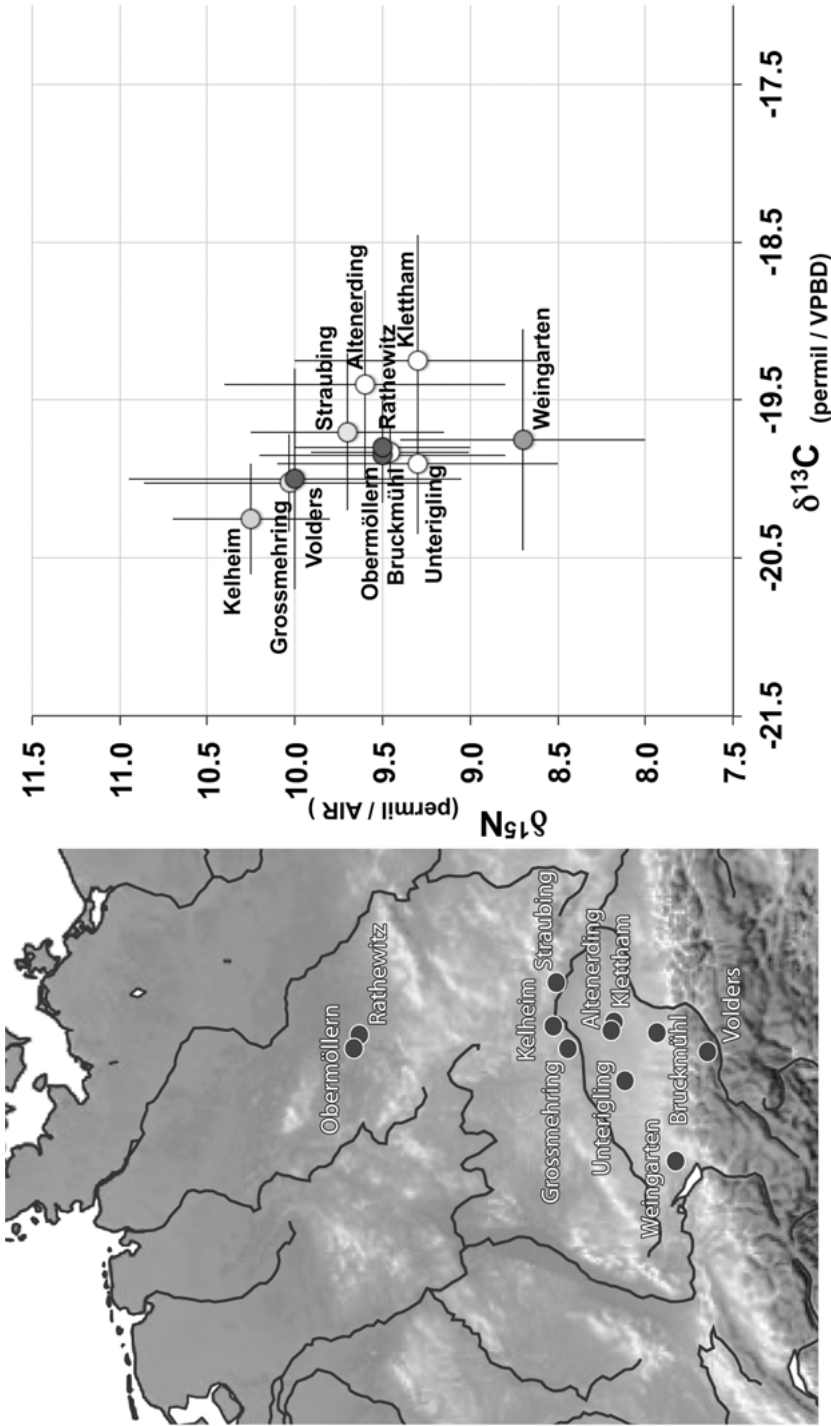 Obermöllern
Rathewitz
Kelheim
Straubing
Grossmehring
Altenerding
Klettham
Unterigling
Weingarten
Bruckmühl
Volders
11.5
11.0
10.5
10.0
9.5
9.0
8.5
8.0
7.5
δ¹⁵N
(permil / AIR )
Kelheim
Grossmehring
Volders
Straubing
Altenerding
Obermöllern
Rathewitz
Bruckmühl
Klettham
Unterigling
Weingarten
-21.5
-20.5
-19.5
-18.5
-17.5
δ¹³C (permil / VPBD)